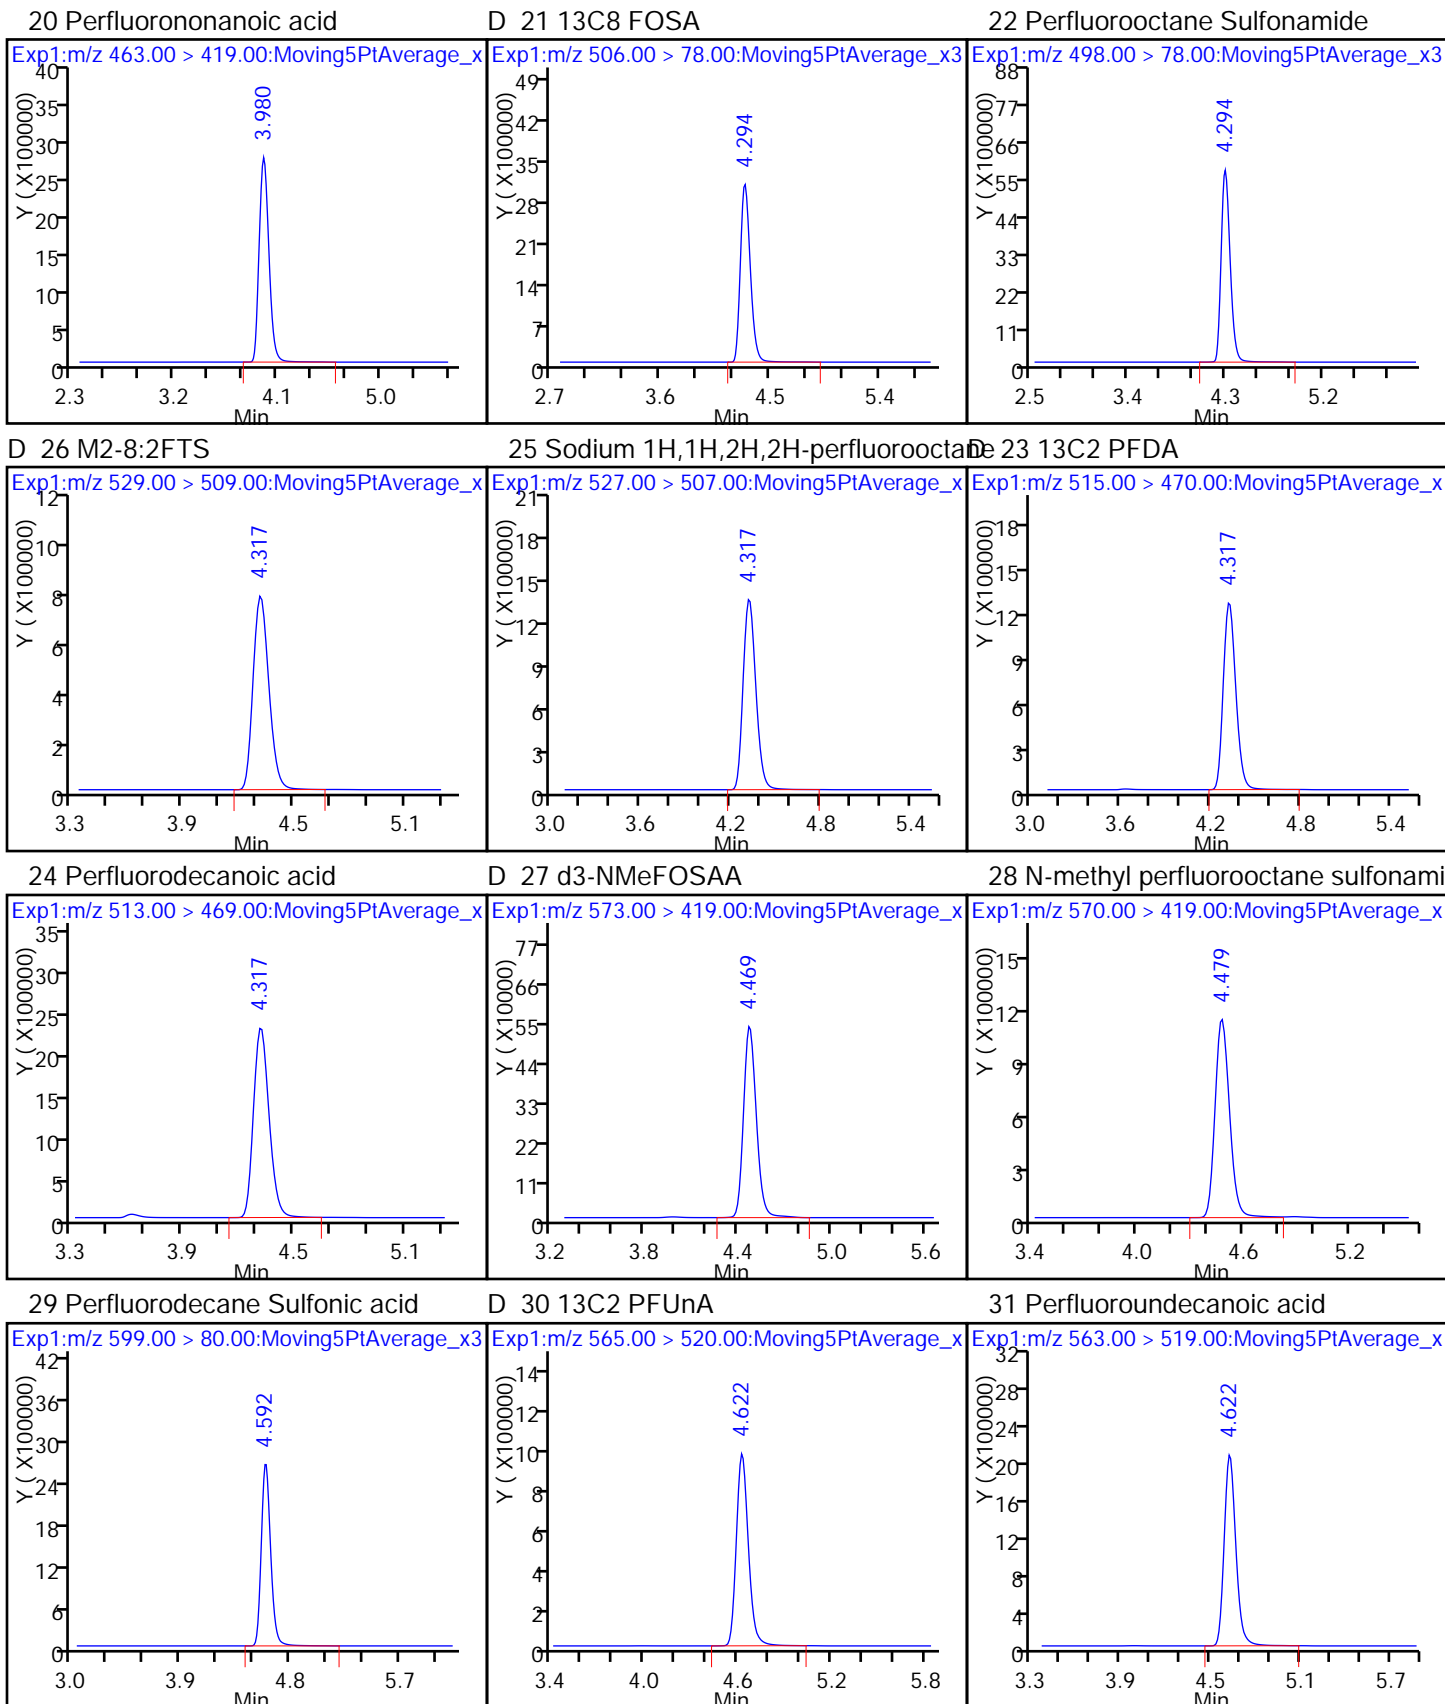 20 Perfluorononanoic acid
Exp1:m/z 463.00 > 419.00:Moving5PtAverage_x
Y ( X100000)
40
35
30
25
20
15
10
5
0
3.980
2.3 3.2 4.1 5.0
Min
D 21 13C8 FOSA
Exp1:m/z 506.00 > 78.00:Moving5PtAverage_x3
Y ( X100000)
49
42
35
28
21
14
7
0
4.294
2.7 3.6 4.5 5.4
Min
22 Perfluorooctane Sulfonamide
Exp1:m/z 498.00 > 78.00:Moving5PtAverage_x3
Y ( X100000)
88
77
66
55
44
33
22
11
0
4.294
2.5 3.4 4.3 5.2
Min
D 26 M2-8:2FTS
Exp1:m/z 529.00 > 509.00:Moving5PtAverage_x
Y ( X100000)
12
10
8
6
4
2
0
4.317
3.3 3.9 4.5 5.1
Min
25 Sodium 1H,1H,2H,2H-perfluorooctane
Exp1:m/z 527.00 > 507.00:Moving5PtAverage_x
Y ( X100000)
21
18
15
12
9
6
3
0
4.317
3.0 3.6 4.2 4.8 5.4
Min
D 23 13C2 PFDA
Exp1:m/z 515.00 > 470.00:Moving5PtAverage_x
Y ( X100000)
18
15
12
9
6
3
0
4.317
3.0 3.6 4.2 4.8 5.4
Min
24 Perfluorodecanoic acid
Exp1:m/z 513.00 > 469.00:Moving5PtAverage_x
Y ( X100000)
35
30
25
20
15
10
5
0
4.317
3.3 3.9 4.5 5.1
Min
D 27 d3-NMeFOSAA
Exp1:m/z 573.00 > 419.00:Moving5PtAverage_x
Y ( X10000)
77
66
55
44
33
22
11
0
4.469
3.2 3.8 4.4 5.0 5.6
Min
28 N-methyl perfluorooctane sulfonami
Exp1:m/z 570.00 > 419.00:Moving5PtAverage_x
Y ( X100000)
15
12
9
6
3
0
4.479
3.4 4.0 4.6 5.2
Min
29 Perfluorodecane Sulfonic acid
Exp1:m/z 599.00 > 80.00:Moving5PtAverage_x3
Y ( X100000)
42
36
30
24
18
12
6
0
4.592
3.0 3.9 4.8 5.7
Min
D 30 13C2 PFUnA
Exp1:m/z 565.00 > 520.00:Moving5PtAverage_x
Y ( X100000)
14
12
10
8
6
4
2
0
4.622
3.4 4.0 4.6 5.2 5.8
Min
31 Perfluoroundecanoic acid
Exp1:m/z 563.00 > 519.00:Moving5PtAverage_x
Y ( X100000)
32
28
24
20
16
12
8
4
0
4.622
3.3 3.9 4.5 5.1 5.7
Min